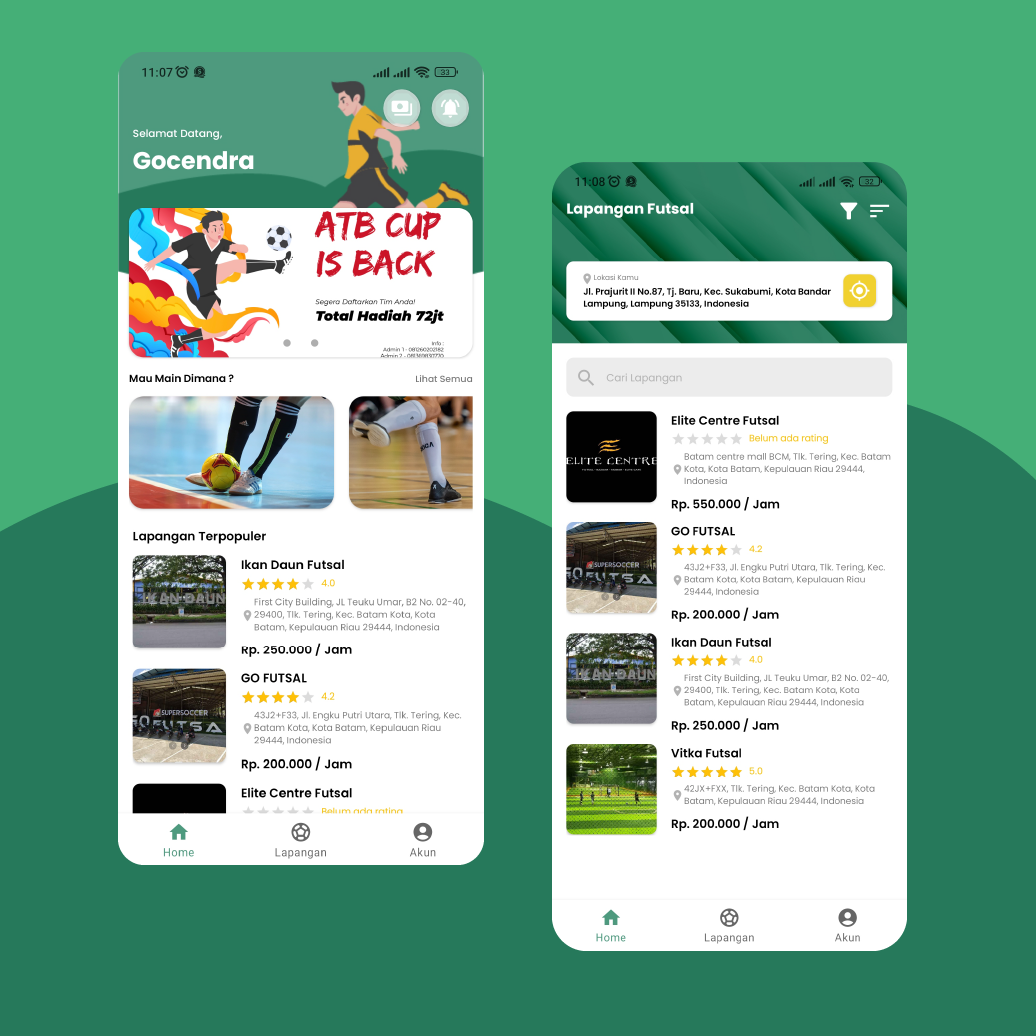 11:07
33
Selamat Datang,
Gocendra
ATB CUP
IS BACK
Segera Daftarkan Tim Anda!
Total Hadiah 72jt
Info :
Admin 1 - 081260202182
Mau Main Dimana ?
Lihat Semua
Lapangan Terpopuler
IKAN DAUN
Ikan Daun Futsal
4.0
First City Building, JL Teuku Umar, B2 No. 02-40,
29400, Tlk. Tering, Kec. Batam Kota, Kota
Batam, Kepulauan Riau 29444, Indonesia
Rp. 250.000 / Jam
SUPERSOCCER
GO FUTSAL
4.2
43J2+F33, Jl. Engku Putri Utara, Tlk. Tering, Kec.
Batam Kota, Kota Batam, Kepulauan Riau
29444, Indonesia
Rp. 200.000 / Jam
Elite Centre Futsal
Belum ada rating
Home
Lapangan
Akun
11:08
32
Lapangan Futsal
Lokasi Kamu
Jl. Prajurit II No.87, Tj. Baru, Kec. Sukabumi, Kota Bandar
Lampung, Lampung 35133, Indonesia
Cari Lapangan
ELITE CENTRE
Elite Centre Futsal
Belum ada rating
Batam centre mall BCM, Tlk. Tering, Kec. Batam
Kota, Kota Batam, Kepulauan Riau 29444,
Indonesia
Rp. 550.000 / Jam
SUPERSOCCER
GO FUTSAL
4.2
43J2+F33, Jl. Engku Putri Utara, Tlk. Tering, Kec.
Batam Kota, Kota Batam, Kepulauan Riau
29444, Indonesia
Rp. 200.000 / Jam
IKAN DAUN
Ikan Daun Futsal
4.0
First City Building, JL Teuku Umar, B2 No. 02-40,
29400, Tlk. Tering, Kec. Batam Kota, Kota
Batam, Kepulauan Riau 29444, Indonesia
Rp. 250.000 / Jam
Vitka Futsal
5.0
42JX+FXX, Tlk. Tering, Kec. Batam Kota, Kota
Batam, Kepulauan Riau 29444, Indonesia
Rp. 200.000 / Jam
Home
Lapangan
Akun